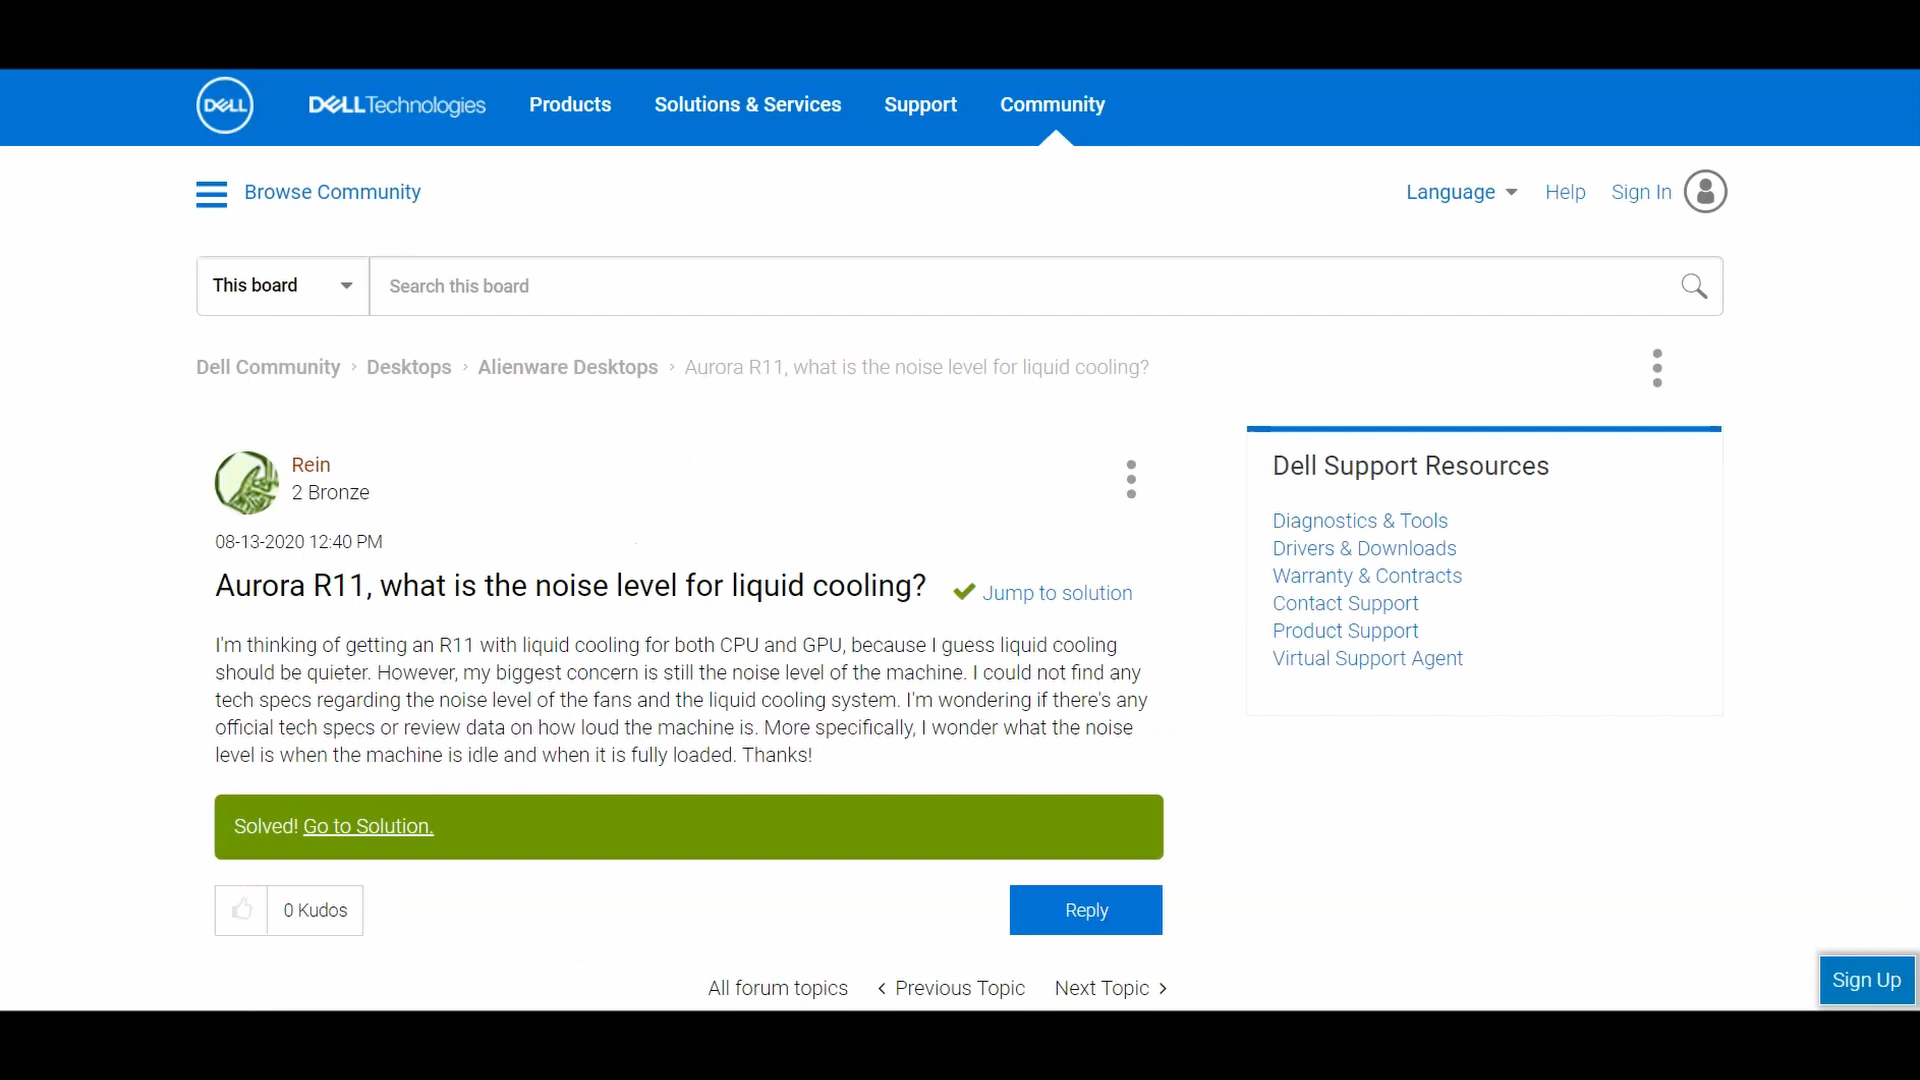 DELL
DELLTechnologies
Products
Solutions & Services
Support
Community
Browse Community
Language
Help
Sign In
This board
Search this board
Dell Community › Desktops › Alienware Desktops › Aurora R11, what is the noise level for liquid cooling?
Rein
2 Bronze
08-13-2020 12:40 PM
Aurora R11, what is the noise level for liquid cooling?
Jump to solution
I'm thinking of getting an R11 with liquid cooling for both CPU and GPU, because I guess liquid cooling
should be quieter. However, my biggest concern is still the noise level of the machine. I could not find any
tech specs regarding the noise level of the fans and the liquid cooling system. I'm wondering if there's any
official tech specs or review data on how loud the machine is. More specifically, I wonder what the noise
level is when the machine is idle and when it is fully loaded. Thanks!
Solved! Go to Solution.
0 Kudos
Reply
All forum topics
Previous Topic
Next Topic
Dell Support Resources
Diagnostics & Tools
Drivers & Downloads
Warranty & Contracts
Contact Support
Product Support
Virtual Support Agent
Sign Up